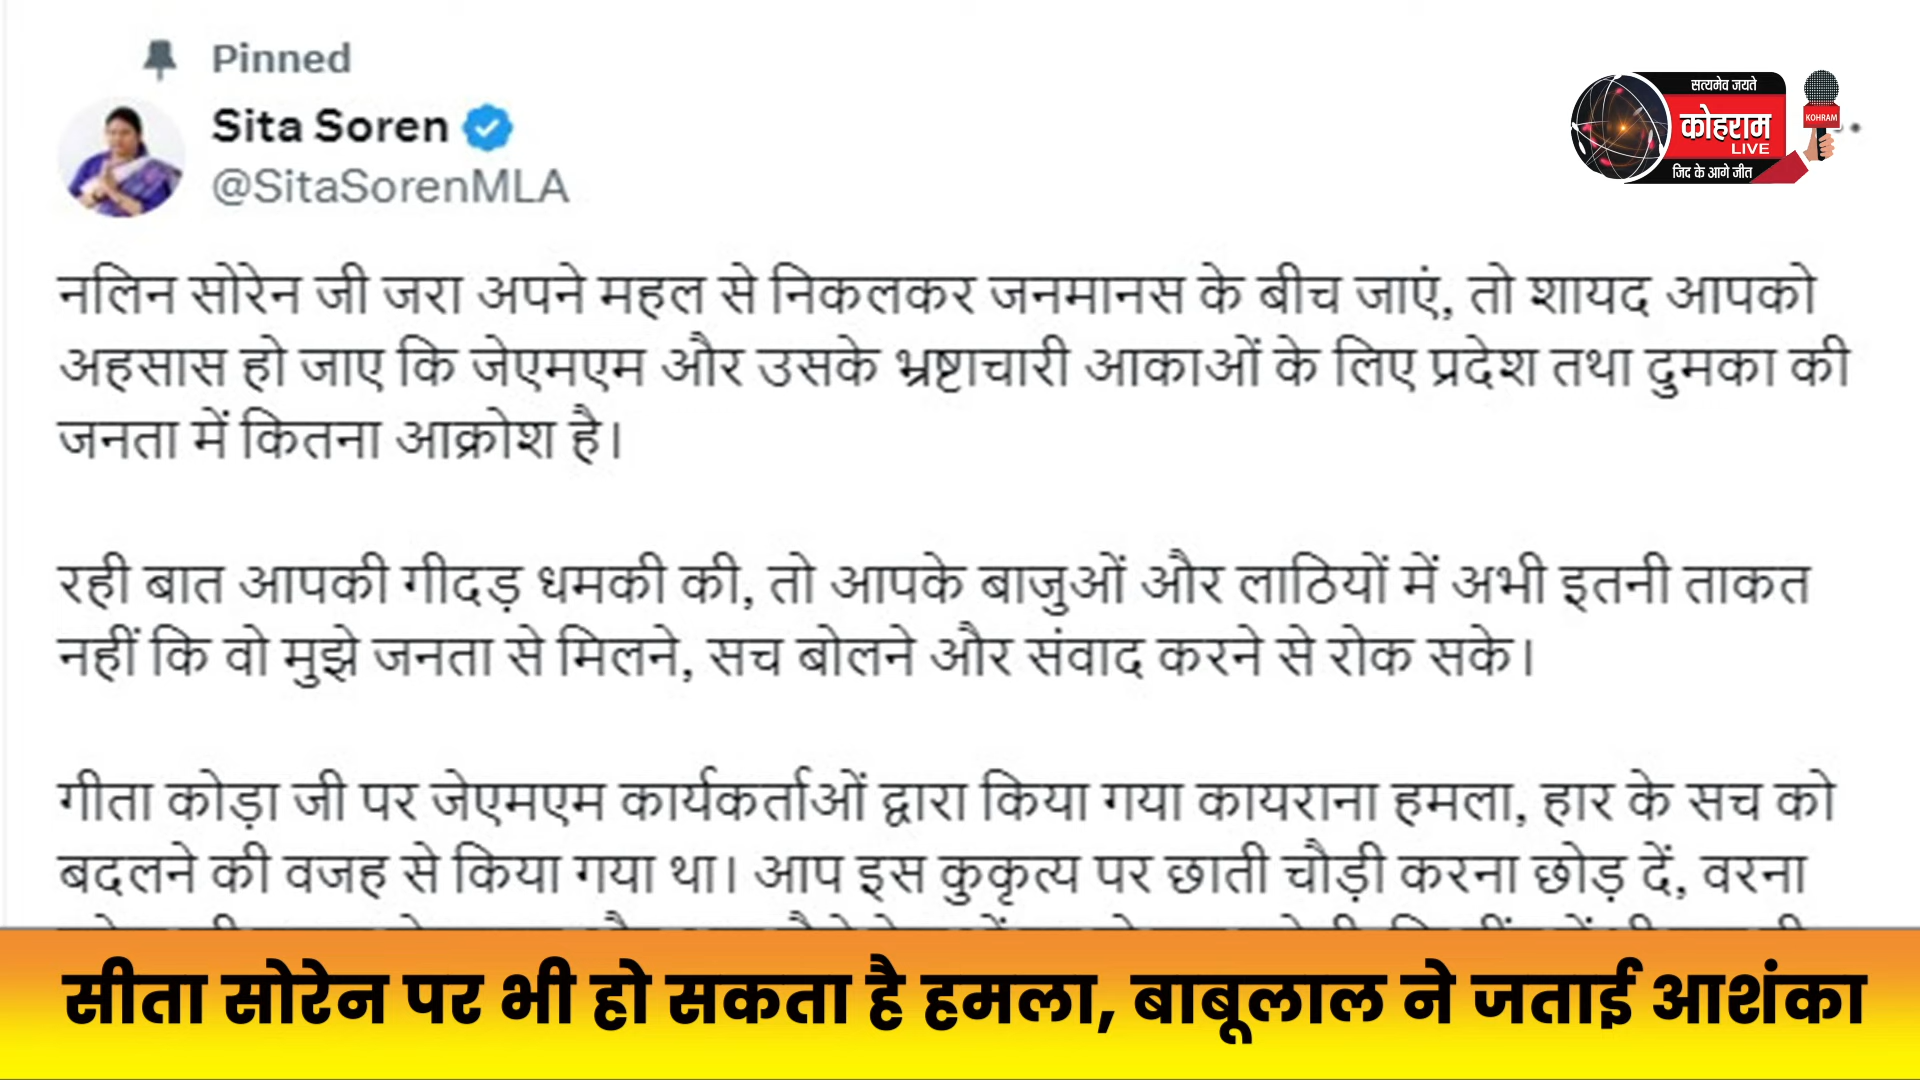 Pinned
Sita Soren
@SitaSorenMLA
सत्यमेव जयते
कोहराम
LIVE
जिद के आगे जीत
KOHRAM
नलिन सोरेन जी जरा अपने महल से निकलकर जनमानस के बीच जाएं, तो शायद आपको
अहसास हो जाए कि जेएमएम और उसके भ्रष्टाचारी आकाओं के लिए प्रदेश तथा दुमका की
जनता में कितना आक्रोश है।
रही बात आपकी गीदड़ धमकी की, तो आपके बाजुओं और लाठियों में अभी इतनी ताकत
नहीं कि वो मुझे जनता से मिलने, सच बोलने और संवाद करने से रोक सके।
गीता कोड़ा जी पर जेएमएम कार्यकर्ताओं द्वारा किया गया कायराना हमला, हार के सच को
बदलने की वजह से किया गया था। आप इस कुकृत्य पर छाती चौड़ी करना छोड़ दें, वरना
सीता सोरेन पर भी हो सकता है हमला, बाबूलाल ने जताई आशंका